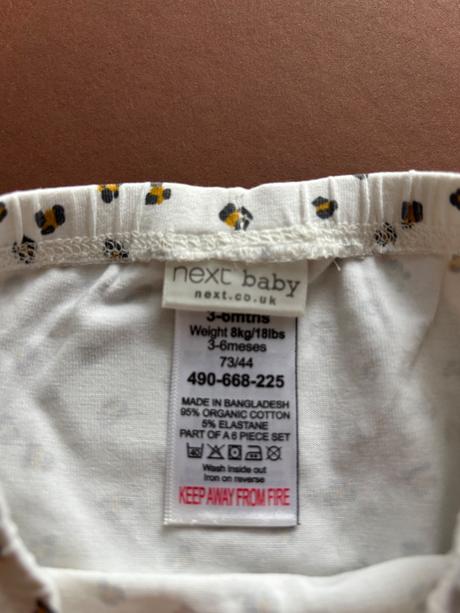 next baby
next.co.uk
3-6mths
Weight 8kg/18lbs
3-6meses
73/44
490-668-225
MADE IN BANGLADESH
95% ORGANIC COTTON
5% ELASTANE
PART OF A 6 PIECE SET
40
Wash inside out
Iron on reverse
KEEP AWAY FROM FIRE